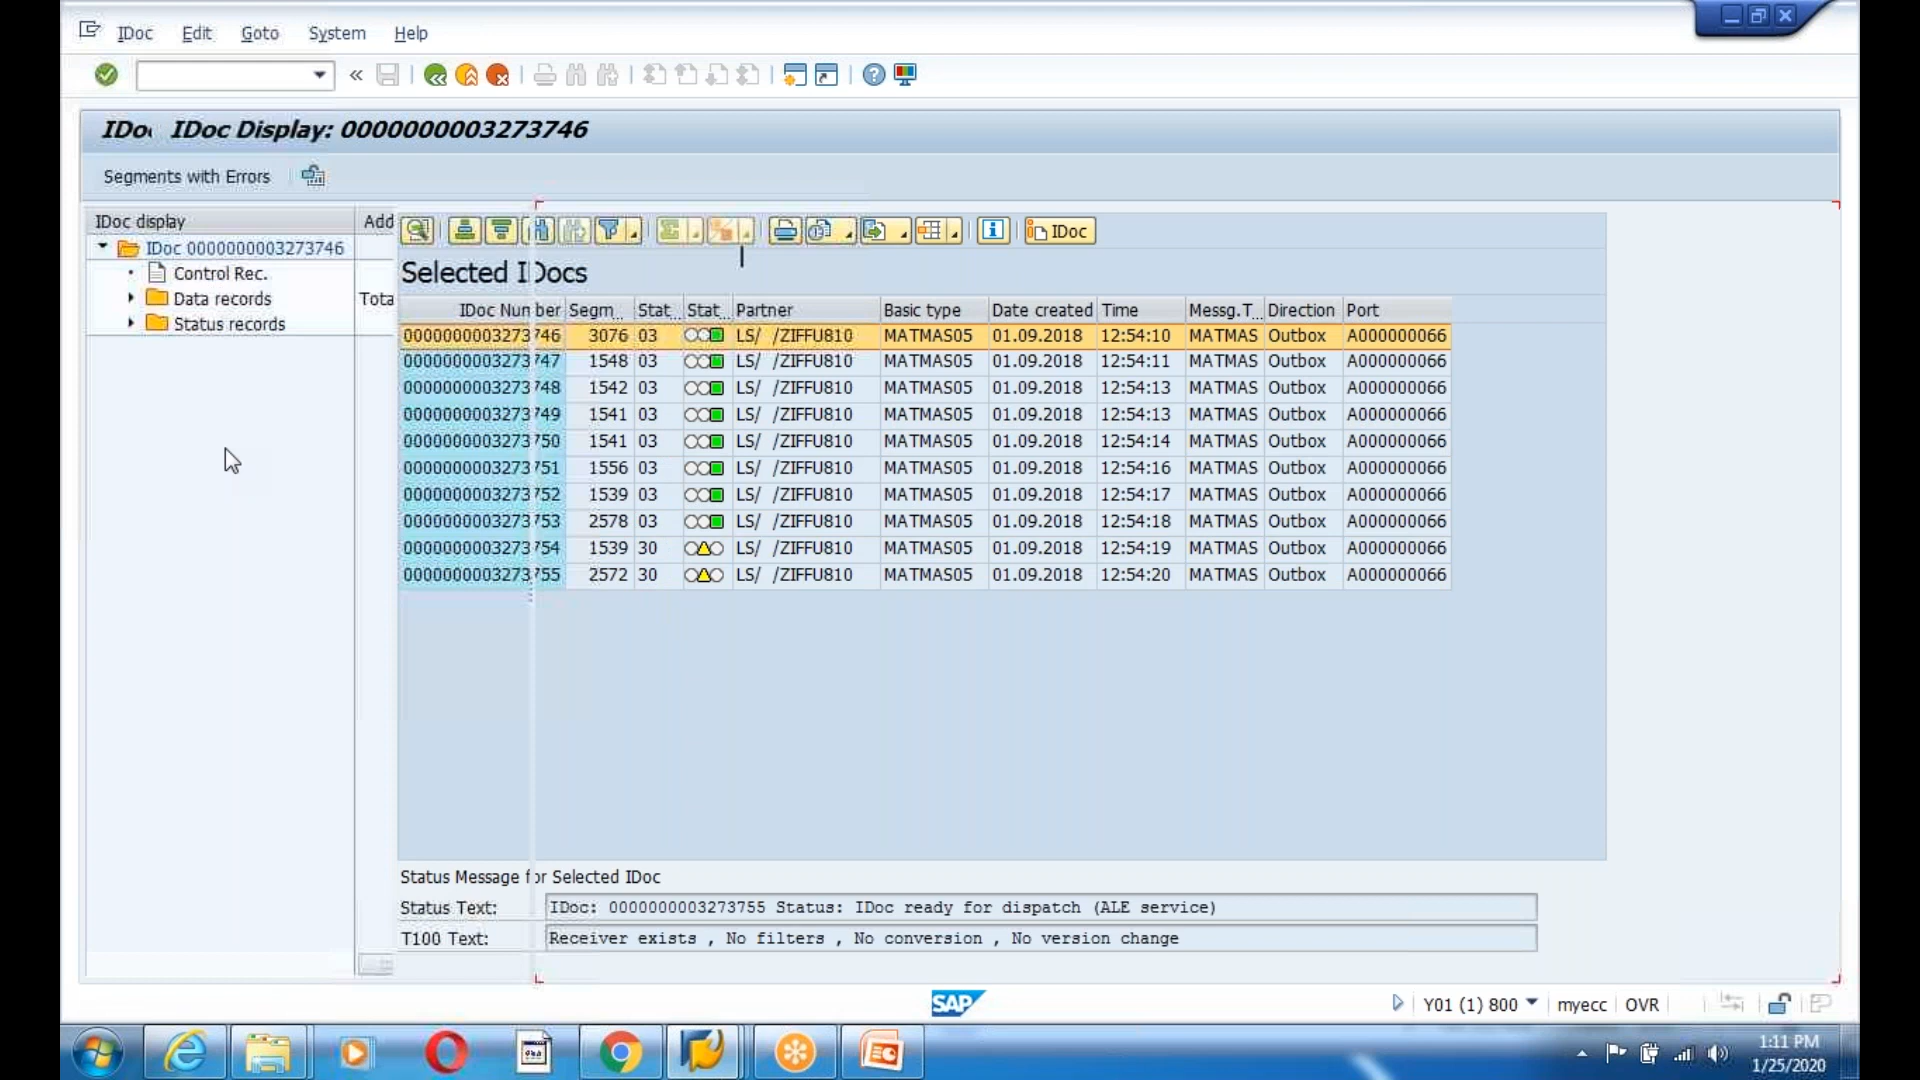 IDoc Edit Goto System Help
IDoc Display: 0000000003273746
Segments with Errors
IDoc display
IDoc 0000000003273746
Control Rec.
Data records
Status records
Add
Tota
IDoc
Selected IDocs
IDoc Number Segm... Stat... Stat... Partner Basic type Date created Time Messg.T... Direction Port
0000000003273746 3076 03 LS/ /ZIFFU810 MATMAS05 01.09.2018 12:54:10 MATMAS Outbox A000000066
0000000003273747 1548 03 LS/ /ZIFFU810 MATMAS05 01.09.2018 12:54:11 MATMAS Outbox A000000066
0000000003273748 1542 03 LS/ /ZIFFU810 MATMAS05 01.09.2018 12:54:13 MATMAS Outbox A000000066
0000000003273749 1541 03 LS/ /ZIFFU810 MATMAS05 01.09.2018 12:54:13 MATMAS Outbox A000000066
0000000003273750 1541 03 LS/ /ZIFFU810 MATMAS05 01.09.2018 12:54:14 MATMAS Outbox A000000066
0000000003273751 1556 03 LS/ /ZIFFU810 MATMAS05 01.09.2018 12:54:16 MATMAS Outbox A000000066
0000000003273752 1539 03 LS/ /ZIFFU810 MATMAS05 01.09.2018 12:54:17 MATMAS Outbox A000000066
0000000003273753 2578 03 LS/ /ZIFFU810 MATMAS05 01.09.2018 12:54:18 MATMAS Outbox A000000066
0000000003273754 1539 30 LS/ /ZIFFU810 MATMAS05 01.09.2018 12:54:19 MATMAS Outbox A000000066
0000000003273755 2572 30 LS/ /ZIFFU810 MATMAS05 01.09.2018 12:54:20 MATMAS Outbox A000000066
Status Message for Selected IDoc
Status Text: IDoc: 0000000003273755 Status: IDoc ready for dispatch (ALE service)
T100 Text: Receiver exists , No filters , No conversion , No version change
SAP
Y01 (1) 800 myecc OVR
1:11 PM
1/25/2020